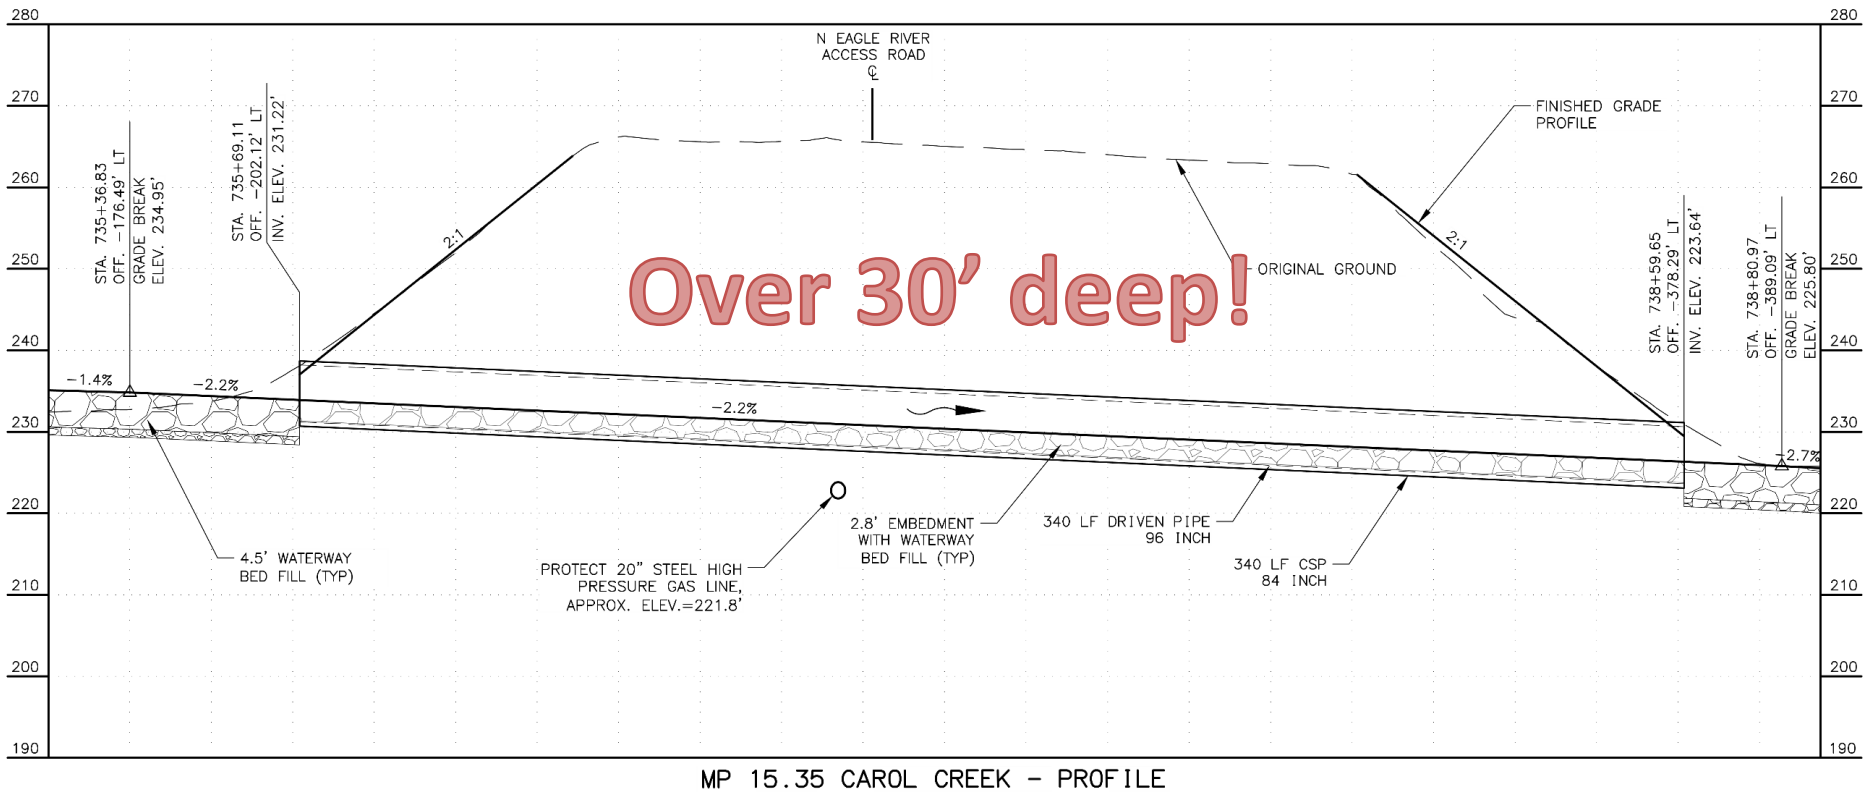 280
270
260
250
240
230
220
210
200
190
280
270
260
250
240
230
220
210
200
190
STA. 735+36.83
OFF. -176.49' LT
GRADE BREAK
ELEV. 234.95'
STA. 735+69.11
OFF. -202.12' LT
INV. ELEV. 231.22'
N EAGLE RIVER
ACCESS ROAD
℄
FINISHED GRADE
PROFILE
2:1
2:1
Over 30' deep!
ORIGINAL GROUND
STA. 738+59.65
OFF. -378.29' LT
INV. ELEV. 223.64'
STA. 738+80.97
OFF. -389.09' LT
GRADE BREAK
ELEV. 225.80'
-1.4%
-2.2%
-2.2%
-2.7%
4.5' WATERWAY
BED FILL (TYP)
PROTECT 20" STEEL HIGH
PRESSURE GAS LINE,
APPROX. ELEV.=221.8'
2.8' EMBEDMENT
WITH WATERWAY
BED FILL (TYP)
340 LF DRIVEN PIPE
96 INCH
340 LF CSP
84 INCH
MP 15.35 CAROL CREEK - PROFILE